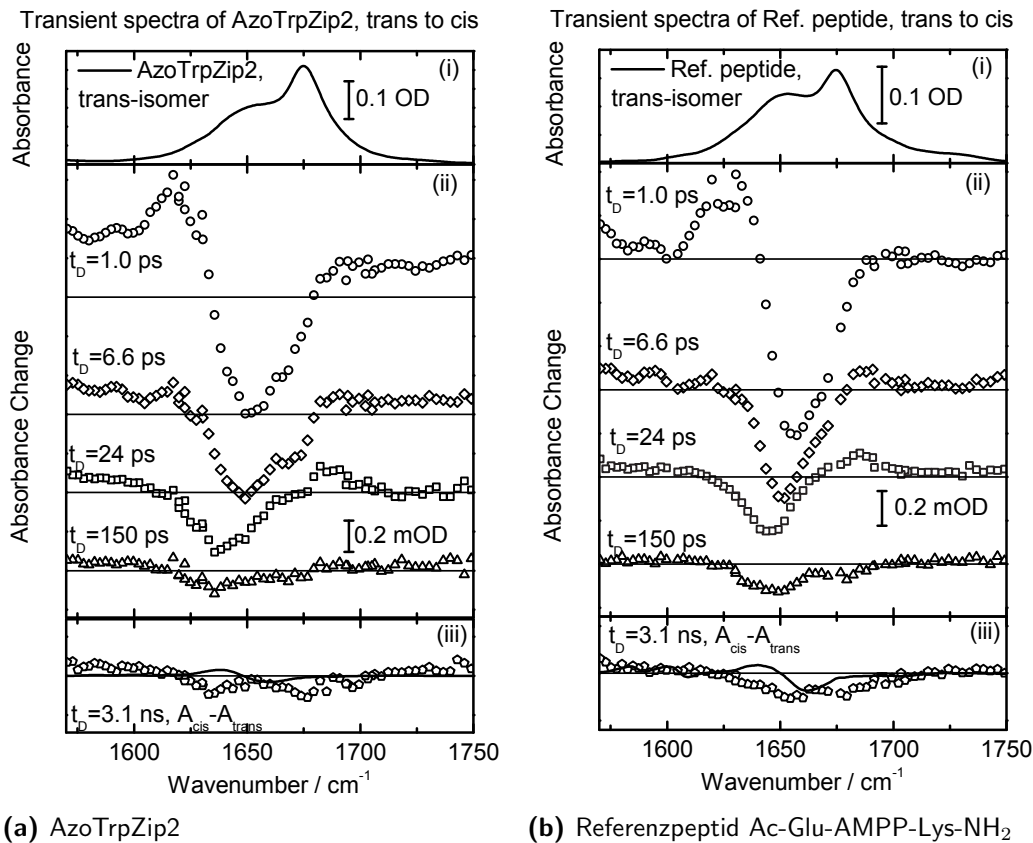 Transient spectra of AzoTrpZip2, trans to cis
Absorbance
AzoTrpZip2,
trans-isomer
0.1 OD
(i)
Absorbance Change
(ii)
t_D=1.0 ps
t_D=6.6 ps
t_D=24 ps
0.2 mOD
t_D=150 ps
(iii)
t_D=3.1 ns, A_cis-A_trans
1600 1650 1700 1750
Wavenumber / cm⁻¹
(a) AzoTrpZip2
Transient spectra of Ref. peptide, trans to cis
Absorbance
Ref. peptide,
trans-isomer
0.1 OD
(i)
Absorbance Change
(ii)
t_D=1.0 ps
t_D=6.6 ps
t_D=24 ps
0.2 mOD
t_D=150 ps
(iii)
t_D=3.1 ns, A_cis-A_trans
1600 1650 1700 1750
Wavenumber / cm⁻¹
(b) Referenzpeptid Ac-Glu-AMPP-Lys-NH₂